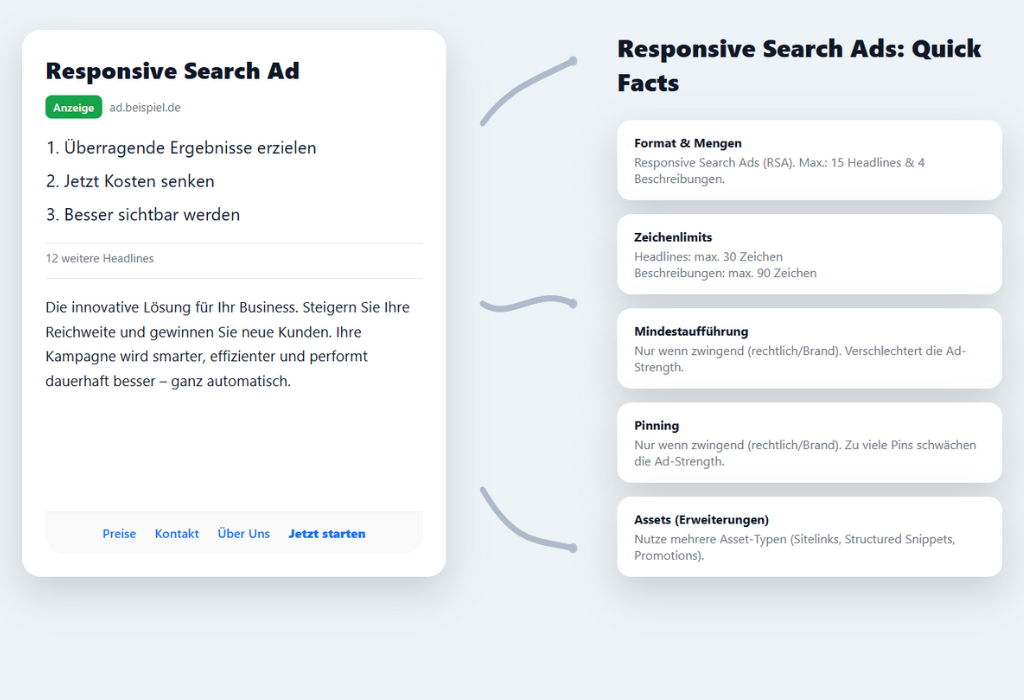 Responsive Search Ad
Anzeige ad.beispiel.de
1. Überragende Ergebnisse erzielen
2. Jetzt Kosten senken
3. Besser sichtbar werden
12 weitere Headlines
Die innovative Lösung für Ihr Business. Steigern Sie Ihre
Reichweite und gewinnen Sie neue Kunden. Ihre
Kampagne wird smarter, effizienter und performt
dauerhaft besser – ganz automatisch.
Preise Kontakt Über Uns Jetzt starten
Responsive Search Ads: Quick
Facts
Format & Mengen
Responsive Search Ads (RSA). Max.: 15 Headlines & 4
Beschreibungen.
Zeichenlimits
Headlines: max. 30 Zeichen
Beschreibungen: max. 90 Zeichen
Mindestaufführung
Nur wenn zwingend (rechtlich/Brand). Verschlechtert die Ad-
Strength.
Pinning
Nur wenn zwingend (rechtlich/Brand). Zu viele Pins schwächen
die Ad-Strength.
Assets (Erweiterungen)
Nutze mehrere Asset-Typen (Sitelinks, Structured Snippets,
Promotions).